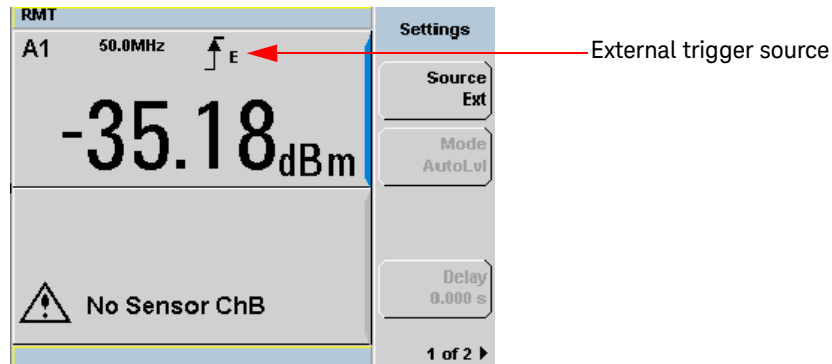 RMT
A1 50.0MHz E
-35.18dBm
No Sensor ChB
Settings
Source
Ext
Mode
AutoLvl
Delay
0.000 s
1 of 2
External trigger source